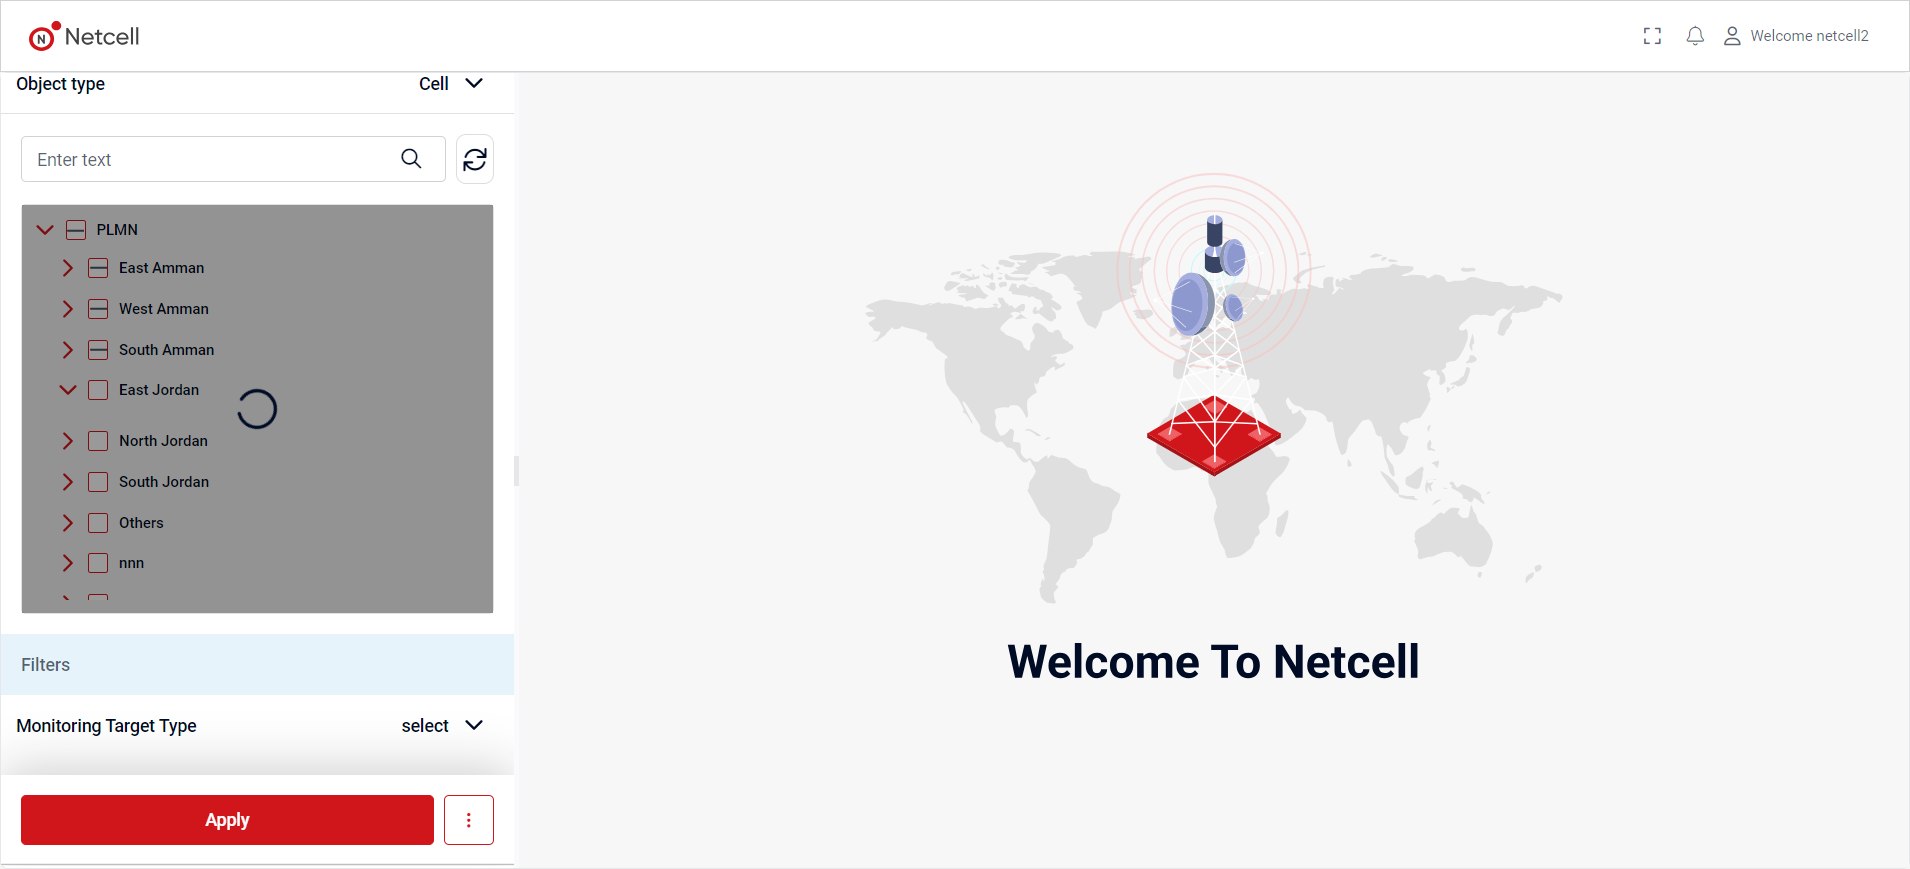 N Netcell
Welcome netcell2
Object type Cell
Enter text
PLMN
East Amman
West Amman
South Amman
East Jordan
North Jordan
South Jordan
Others
nnn
Filters
Monitoring Target Type select
Apply
Welcome To Netcell